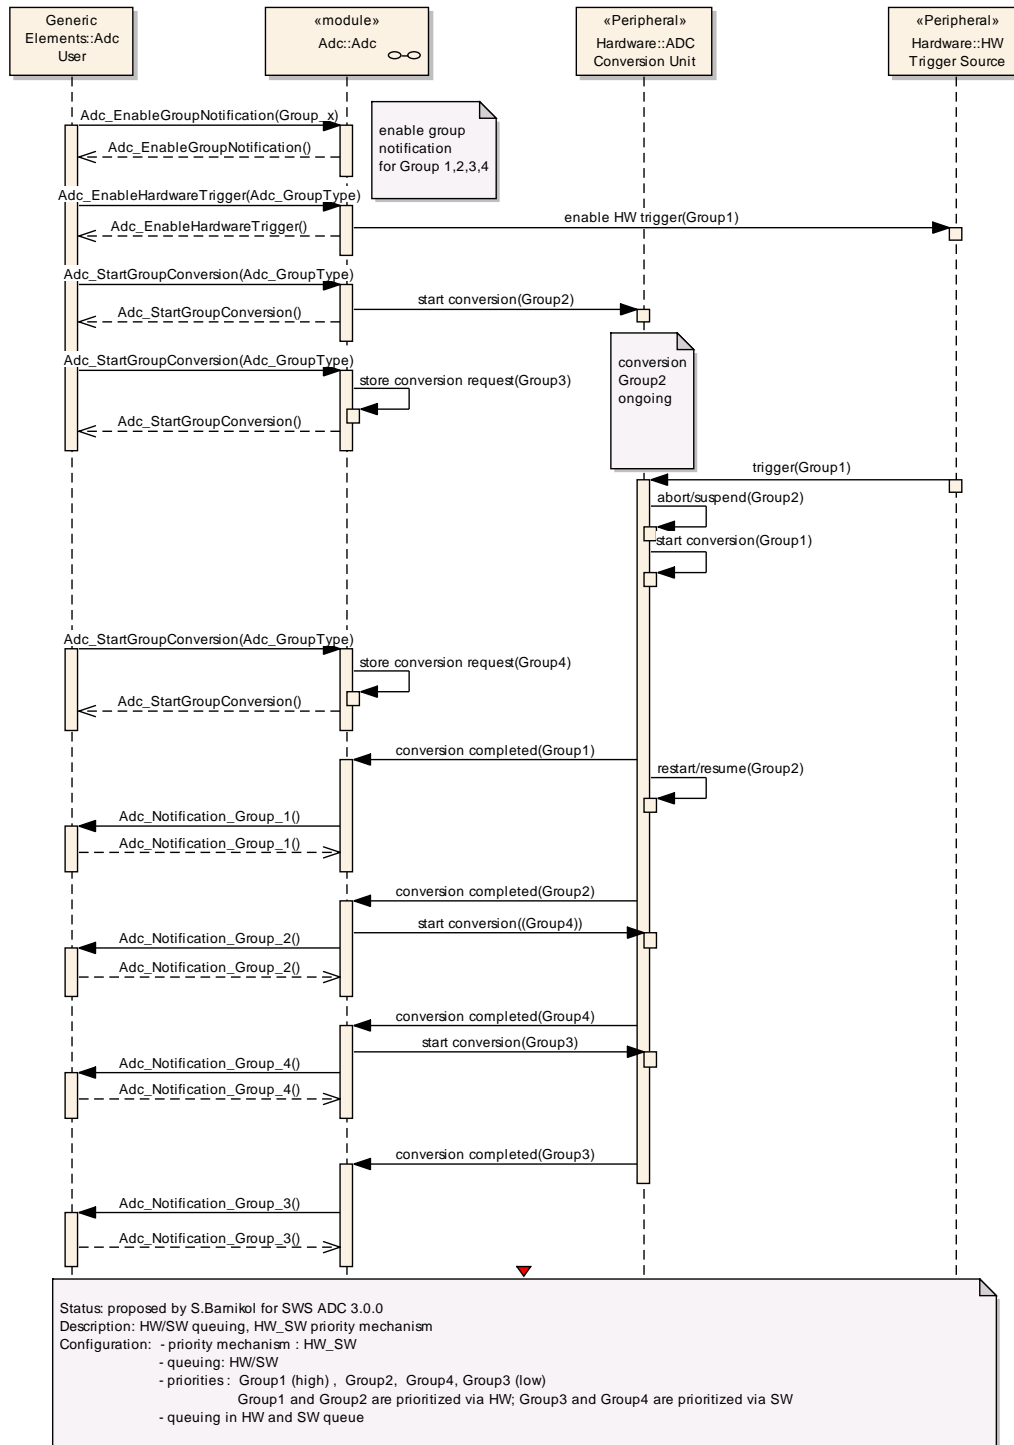 Generic
Elements::Adc
User
«module»
Adc::Adc
«Peripheral»
Hardware::ADC
Conversion Unit
«Peripheral»
Hardware::HW
Trigger Source
Adc_EnableGroupNotification(Group_x)
enable group
notification
for Group 1,2,3,4
Adc_EnableGroupNotification()
Adc_EnableHardwareTrigger(Adc_GroupType)
enable HW trigger(Group1)
Adc_EnableHardwareTrigger()
Adc_StartGroupConversion(Adc_GroupType)
start conversion(Group2)
Adc_StartGroupConversion()
conversion
Group2
ongoing
Adc_StartGroupConversion(Adc_GroupType)
store conversion request(Group3)
Adc_StartGroupConversion()
trigger(Group1)
abort/suspend(Group2)
start conversion(Group1)
Adc_StartGroupConversion(Adc_GroupType)
store conversion request(Group4)
Adc_StartGroupConversion()
conversion completed(Group1)
restart/resume(Group2)
Adc_Notification_Group_1()
Adc_Notification_Group_1()
conversion completed(Group2)
start conversion((Group4))
Adc_Notification_Group_2()
Adc_Notification_Group_2()
conversion completed(Group4)
start conversion(Group3)
Adc_Notification_Group_4()
Adc_Notification_Group_4()
conversion completed(Group3)
Adc_Notification_Group_3()
Adc_Notification_Group_3()
Status: proposed by S.Barnikol for SWS ADC 3.0.0
Description: HW/SW queuing, HW_SW priority mechanism
Configuration: - priority mechanism : HW_SW
- queuing: HW/SW
- priorities : Group1 (high) , Group2, Group4, Group3 (low)
Group1 and Group2 are prioritized via HW; Group3 and Group4 are prioritized via SW
- queuing in HW and SW queue